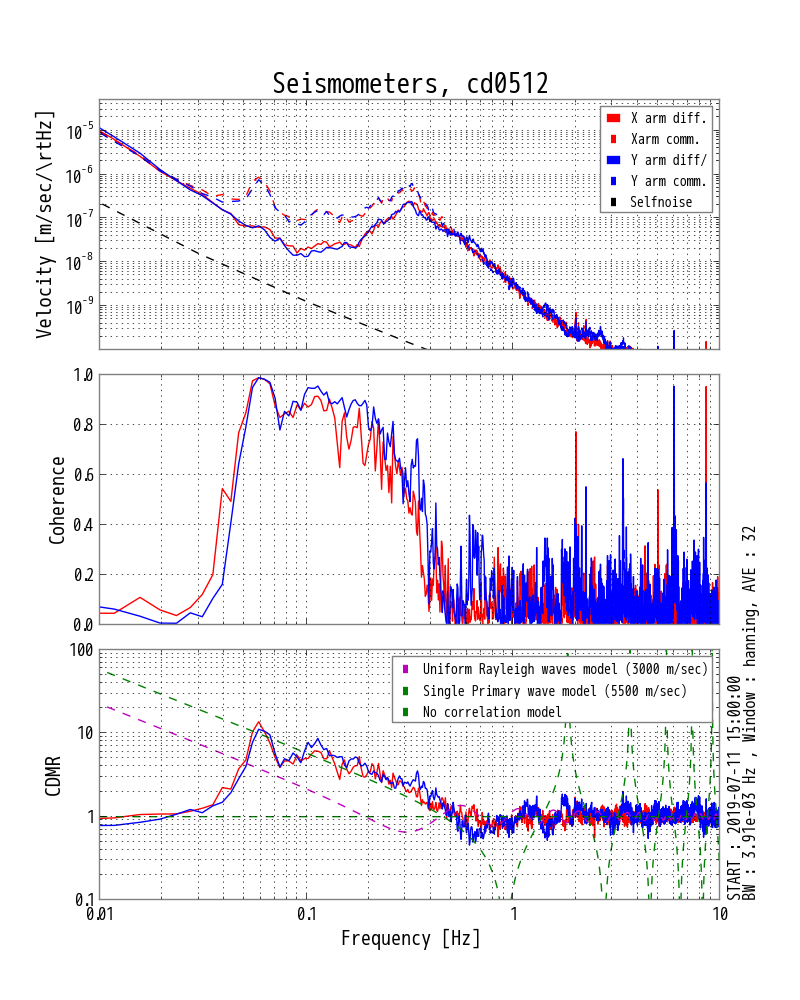 Seismometers, cd0512
Velocity [m/sec/\rtHz]
10^-5
10^-6
10^-7
10^-8
10^-9
X arm diff.
Xarm comm.
Y arm diff/
Y arm comm.
Selfnoise
Coherence
1.0
0.8
0.6
0.4
0.2
0.0
CDMR
100
10
1
0.1
Uniform Rayleigh waves model (3000 m/sec)
Single Primary wave model (5500 m/sec)
No correlation model
0.01
0.1
1
10
Frequency [Hz]
START : 2019-07-11 15:00:00
BW : 3.91e-03 Hz , Window : hanning, AVE : 32